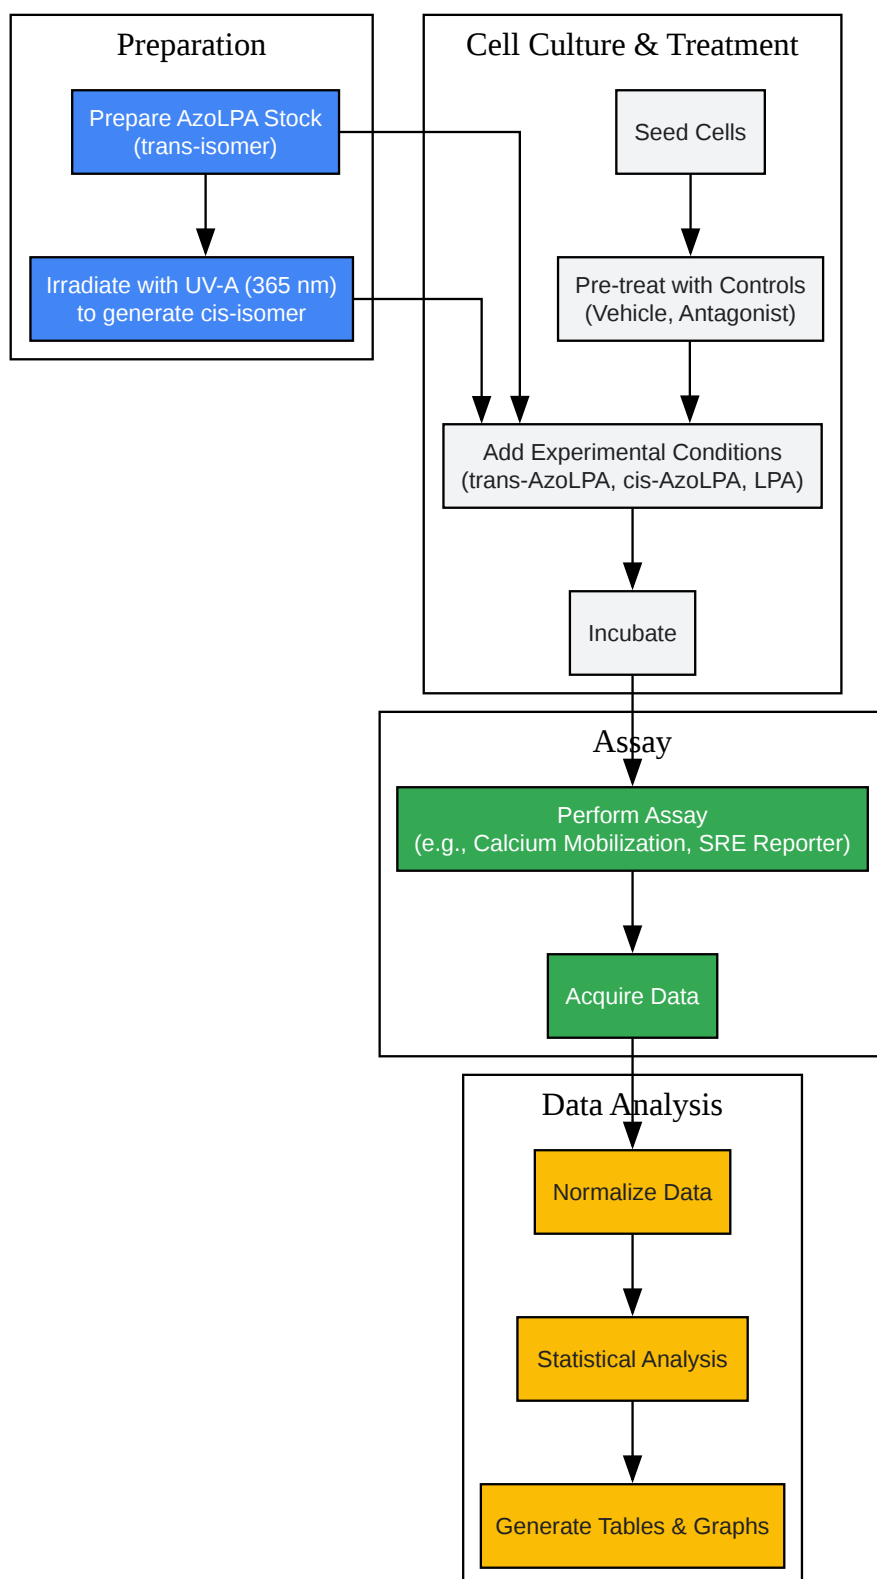 Preparation
Prepare AzoLPA Stock
(trans-isomer)
Irradiate with UV-A (365 nm)
to generate cis-isomer
Cell Culture & Treatment
Seed Cells
Pre-treat with Controls
(Vehicle, Antagonist)
Add Experimental Conditions
(trans-AzoLPA, cis-AzoLPA, LPA)
Incubate
Assay
Perform Assay
(e.g., Calcium Mobilization, SRE Reporter)
Acquire Data
Data Analysis
Normalize Data
Statistical Analysis
Generate Tables & Graphs